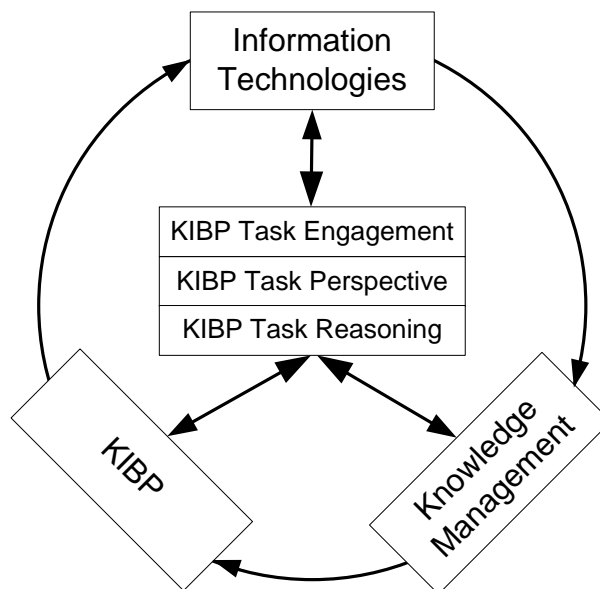 Information
Technologies
KIBP Task Engagement
KIBP Task Perspective
KIBP Task Reasoning
KIBP
Knowledge
Management